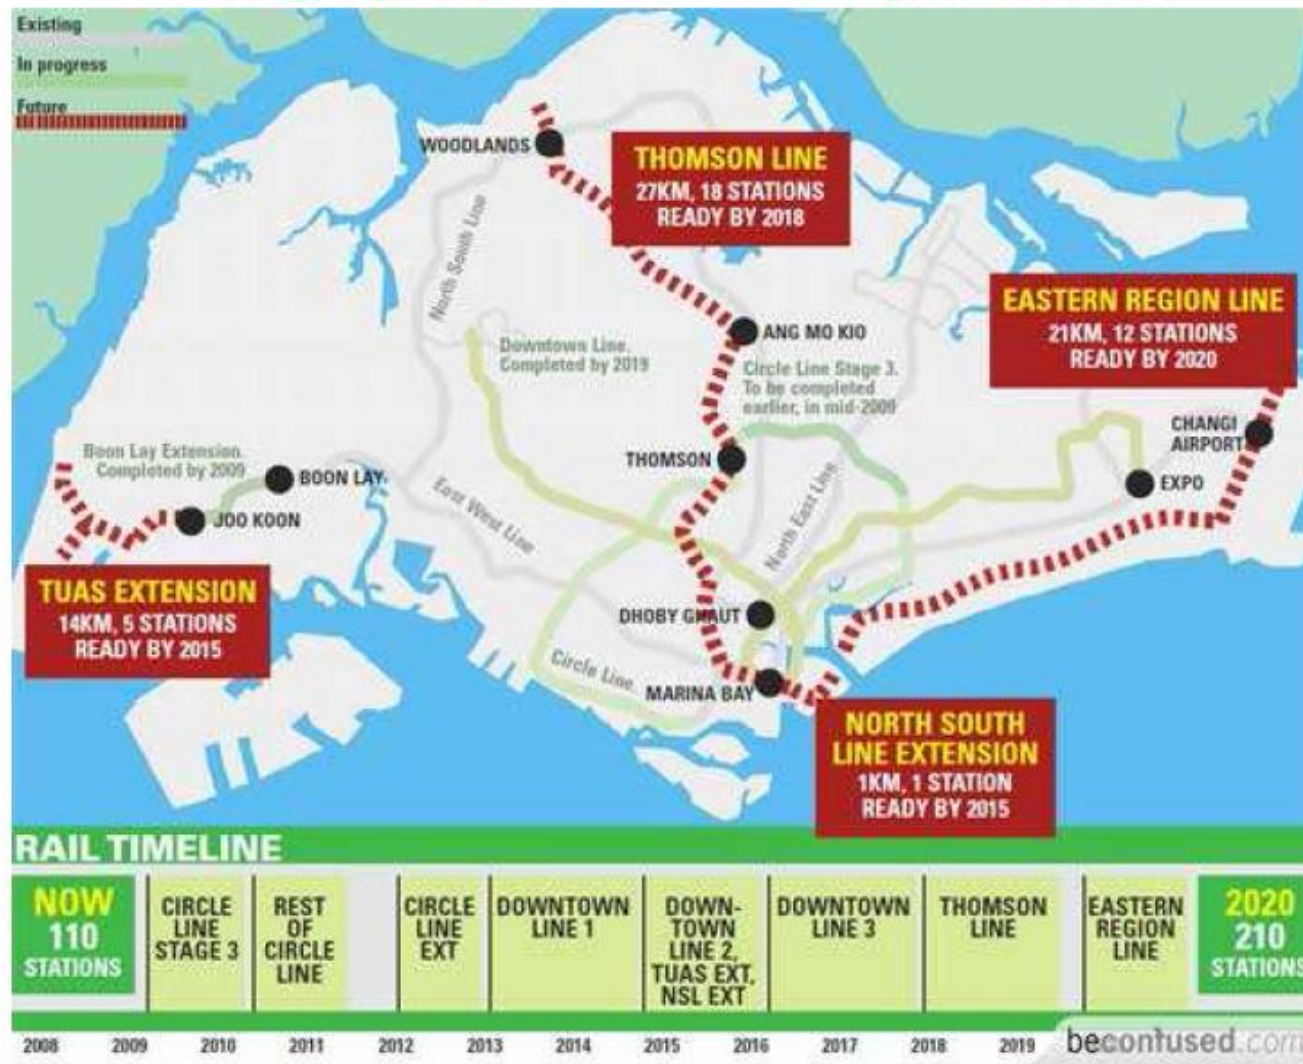 Existing
In progress
Future
WOODLANDS
THOMSON LINE
27KM, 18 STATIONS
READY BY 2018
North South Line
EASTERN REGION LINE
21KM, 12 STATIONS
READY BY 2020
ANG MO KIO
Downtown Line.
Completed by 2019
Circle Line Stage 3.
To be completed
earlier, in mid-2009
CHANGI
AIRPORT
Boon Lay Extension.
Completed by 2009
BOON LAY
THOMSON
EXPO
JOO KOON
East West Line
North East Line
TUAS EXTENSION
14KM, 5 STATIONS
READY BY 2015
DHOBY GHAUT
Circle Line
MARINA BAY
NORTH SOUTH
LINE EXTENSION
1KM, 1 STATION
READY BY 2015
RAIL TIMELINE
NOW
110
STATIONS
CIRCLE
LINE
STAGE 3
REST
OF
CIRCLE
LINE
CIRCLE
LINE
EXT
DOWNTOWN
LINE 1
DOWN-
TOWN
LINE 2,
TUAS EXT,
NSL EXT
DOWNTOWN
LINE 3
THOMSON
LINE
EASTERN
REGION
LINE
2020
210
STATIONS
2008 2009 2010 2011 2012 2013 2014 2015 2016 2017 2018 2019
beconfused.com